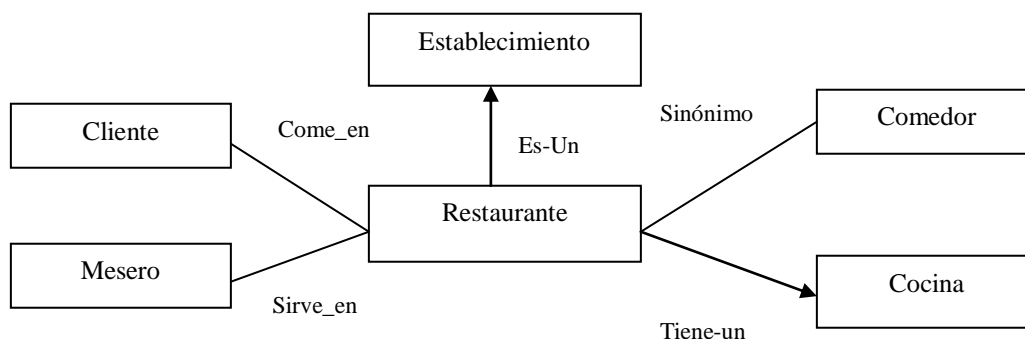 Establecimiento
Cliente
Come_en
Sinónimo
Comedor
Es-Un
Restaurante
Mesero
Sirve_en
Cocina
Tiene-un